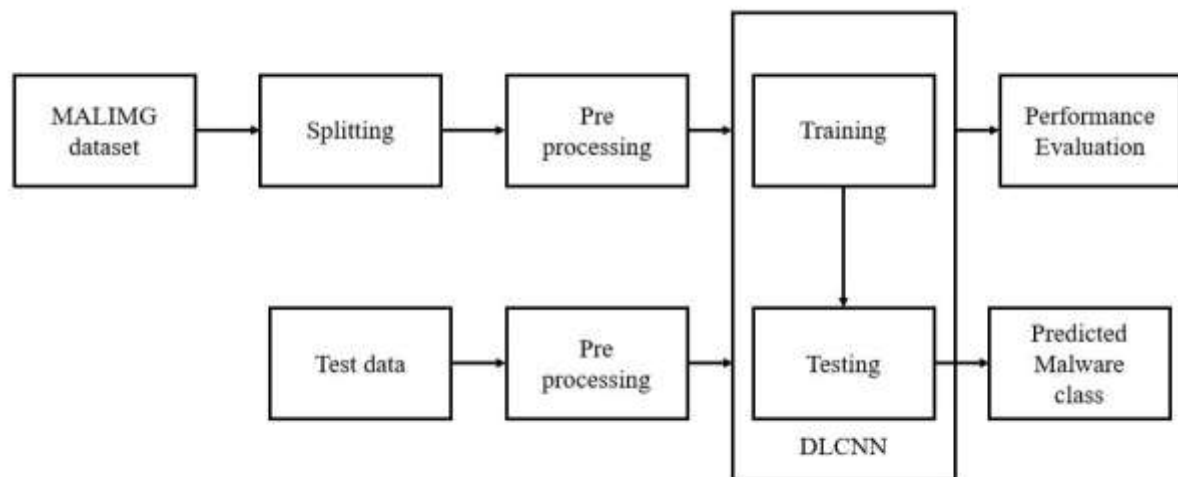 MALIMG
dataset
Splitting
Pre
processing
Training
Performance
Evaluation
Test data
Pre
processing
Testing
Predicted
Malware
class
DLCNN